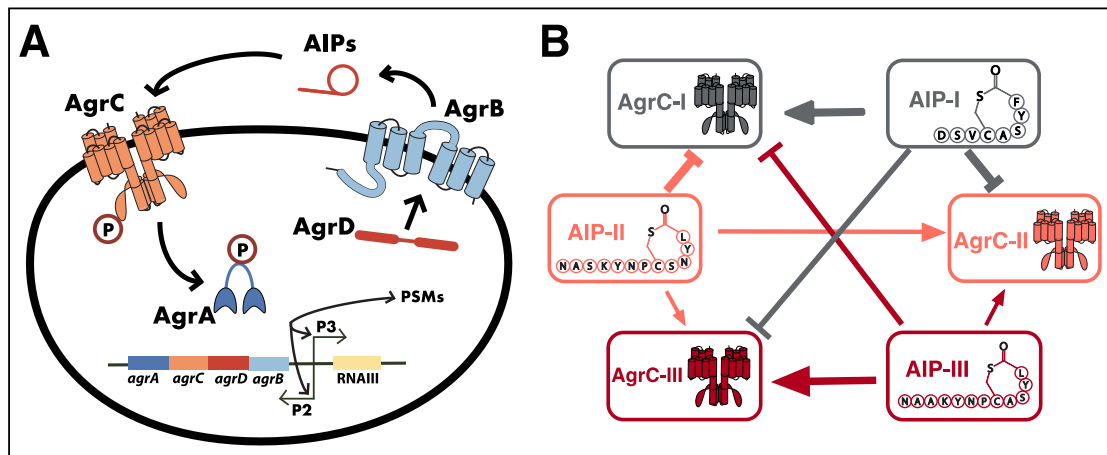 A
AIPs
AgrC
AgrB
P
AgrD
P
AgrA
PSMs
P3
agrA agrC agrD agrB
RNAIII
P2
B
AgrC-I
AIP-I
O
S
F
Y
D S V C A S
AIP-II
O
S
L
Y
N A S K Y N P C S N
AgrC-II
AgrC-III
AIP-III
O
S
L
Y
N A A K Y N P C A S